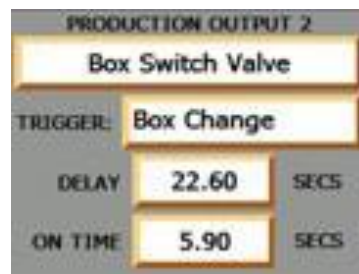 PRODUCTION OUTPUT 2
Box Switch Valve
TRIGGER: Box Change
DELAY 22.60 SECS
ON TIME 5.90 SECS